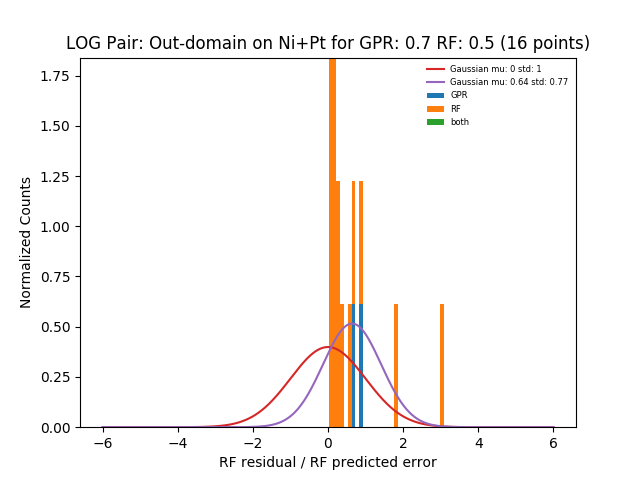 LOG Pair: Out-domain on Ni+Pt for GPR: 0.7 RF: 0.5 (16 points)
Gaussian mu: 0 std: 1
Gaussian mu: 0.64 std: 0.77
GPR
RF
both
Normalized Counts
1.75
1.50
1.25
1.00
0.75
0.50
0.25
0.00
−6 −4 −2 0 2 4 6
RF residual / RF predicted error